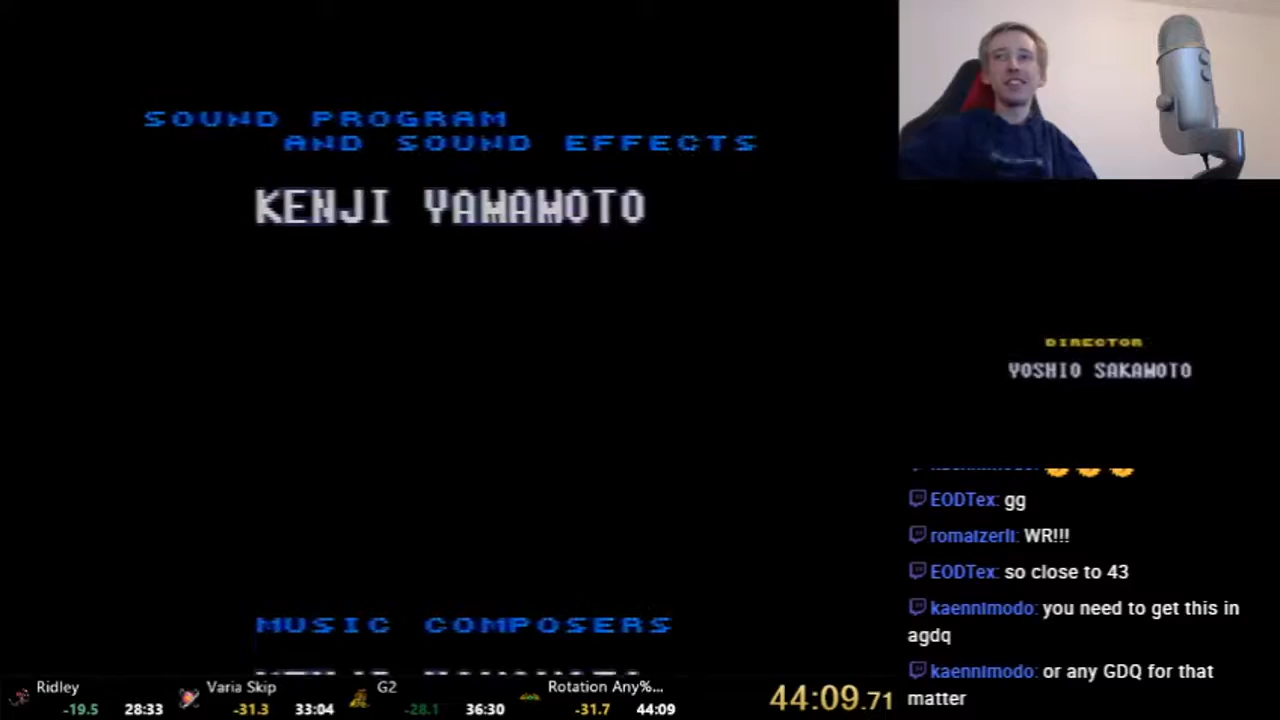 SOUND PROGRAM
AND SOUND EFFECTS
KENJI YAMAMOTO
MUSIC COMPOSERS
DIRECTOR
YOSHIO SAKAMOTO
EODTex: gg
romaizerli: WR!!!
EODTex: so close to 43
kaennimodo: you need to get this in
agdq
kaennimodo: or any GDQ for that
matter
Ridley
-19.5 28:33
Varia Skip
-31.3 33:04
G2
-28.1 36:30
Rotation Any%...
-31.7 44:09
44:09.71